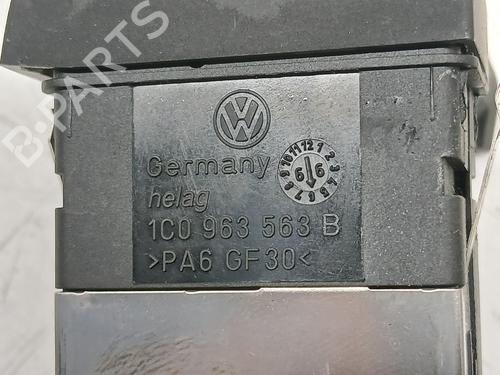 B-PARTS
Germany
helag
1C0 963 563 B
>PA6 GF30<